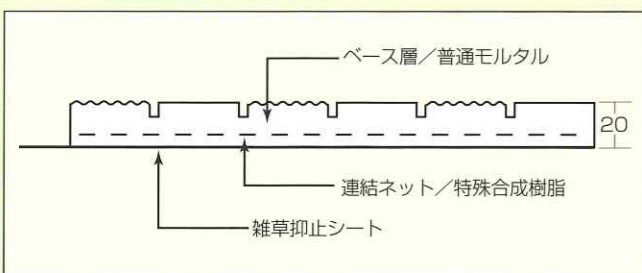 ベース層／普通モルタル
20
連結ネット／特殊合成樹脂
雑草抑止シート